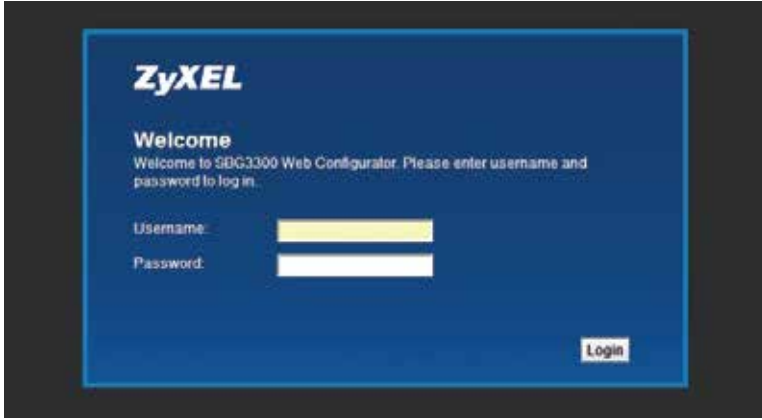 ZyXEL
Welcome
Welcome to SBG3300 Web Configurator. Please enter username and
password to log in.
Username:
Password:
Login